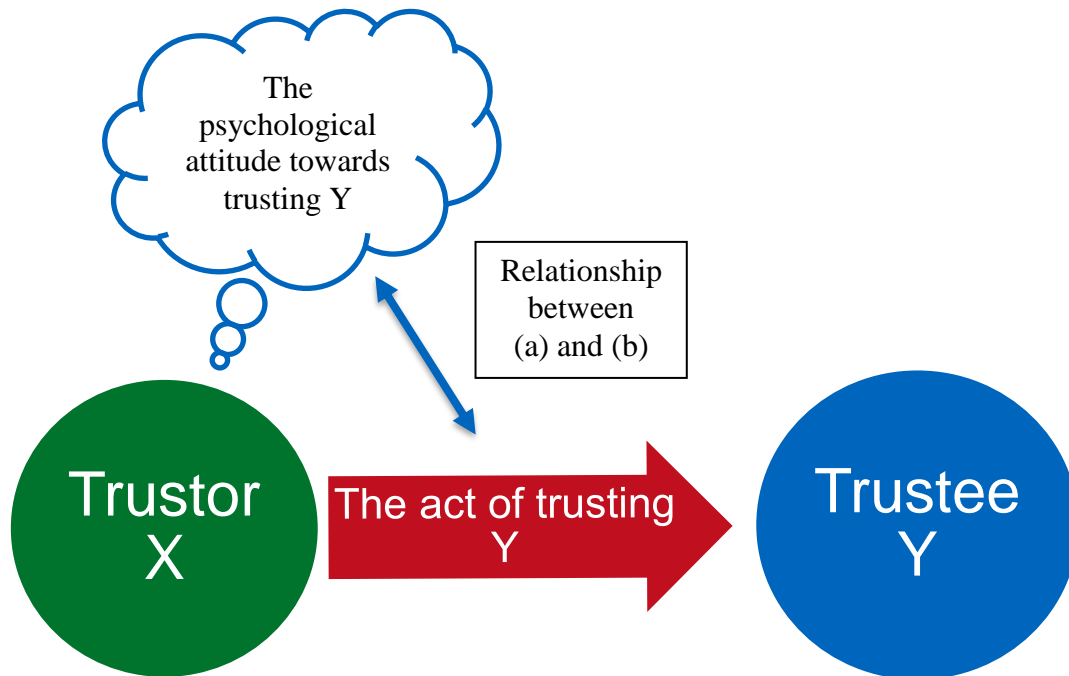 The
psychological
attitude towards
trusting Y
Relationship
between
(a) and (b)
Trustor
X
The act of trusting
Y
Trustee
Y